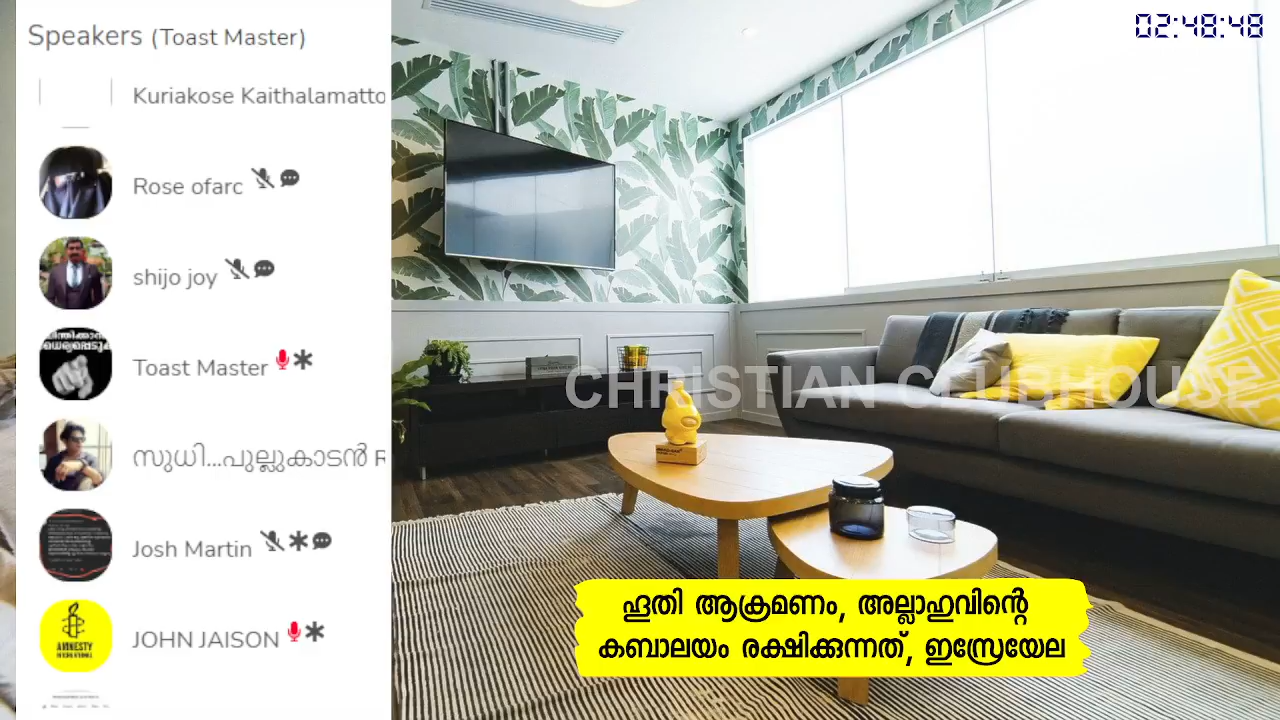 Speakers (Toast Master)
02:48:48
Kuriakose Kaithalamatto
Rose ofarc
shijo joy
Toast Master
സുധി...പുല്ലുകാടൻ R
Josh Martin
JOHN JAISON
AMNESTY
CHRISTIAN CLUBHOUSE
ഹൂതി ആക്രമണം, അല്ലാഹുവിന്റെ
കബാലയം രക്ഷിക്കുന്നത്, ഇസ്രേയേല